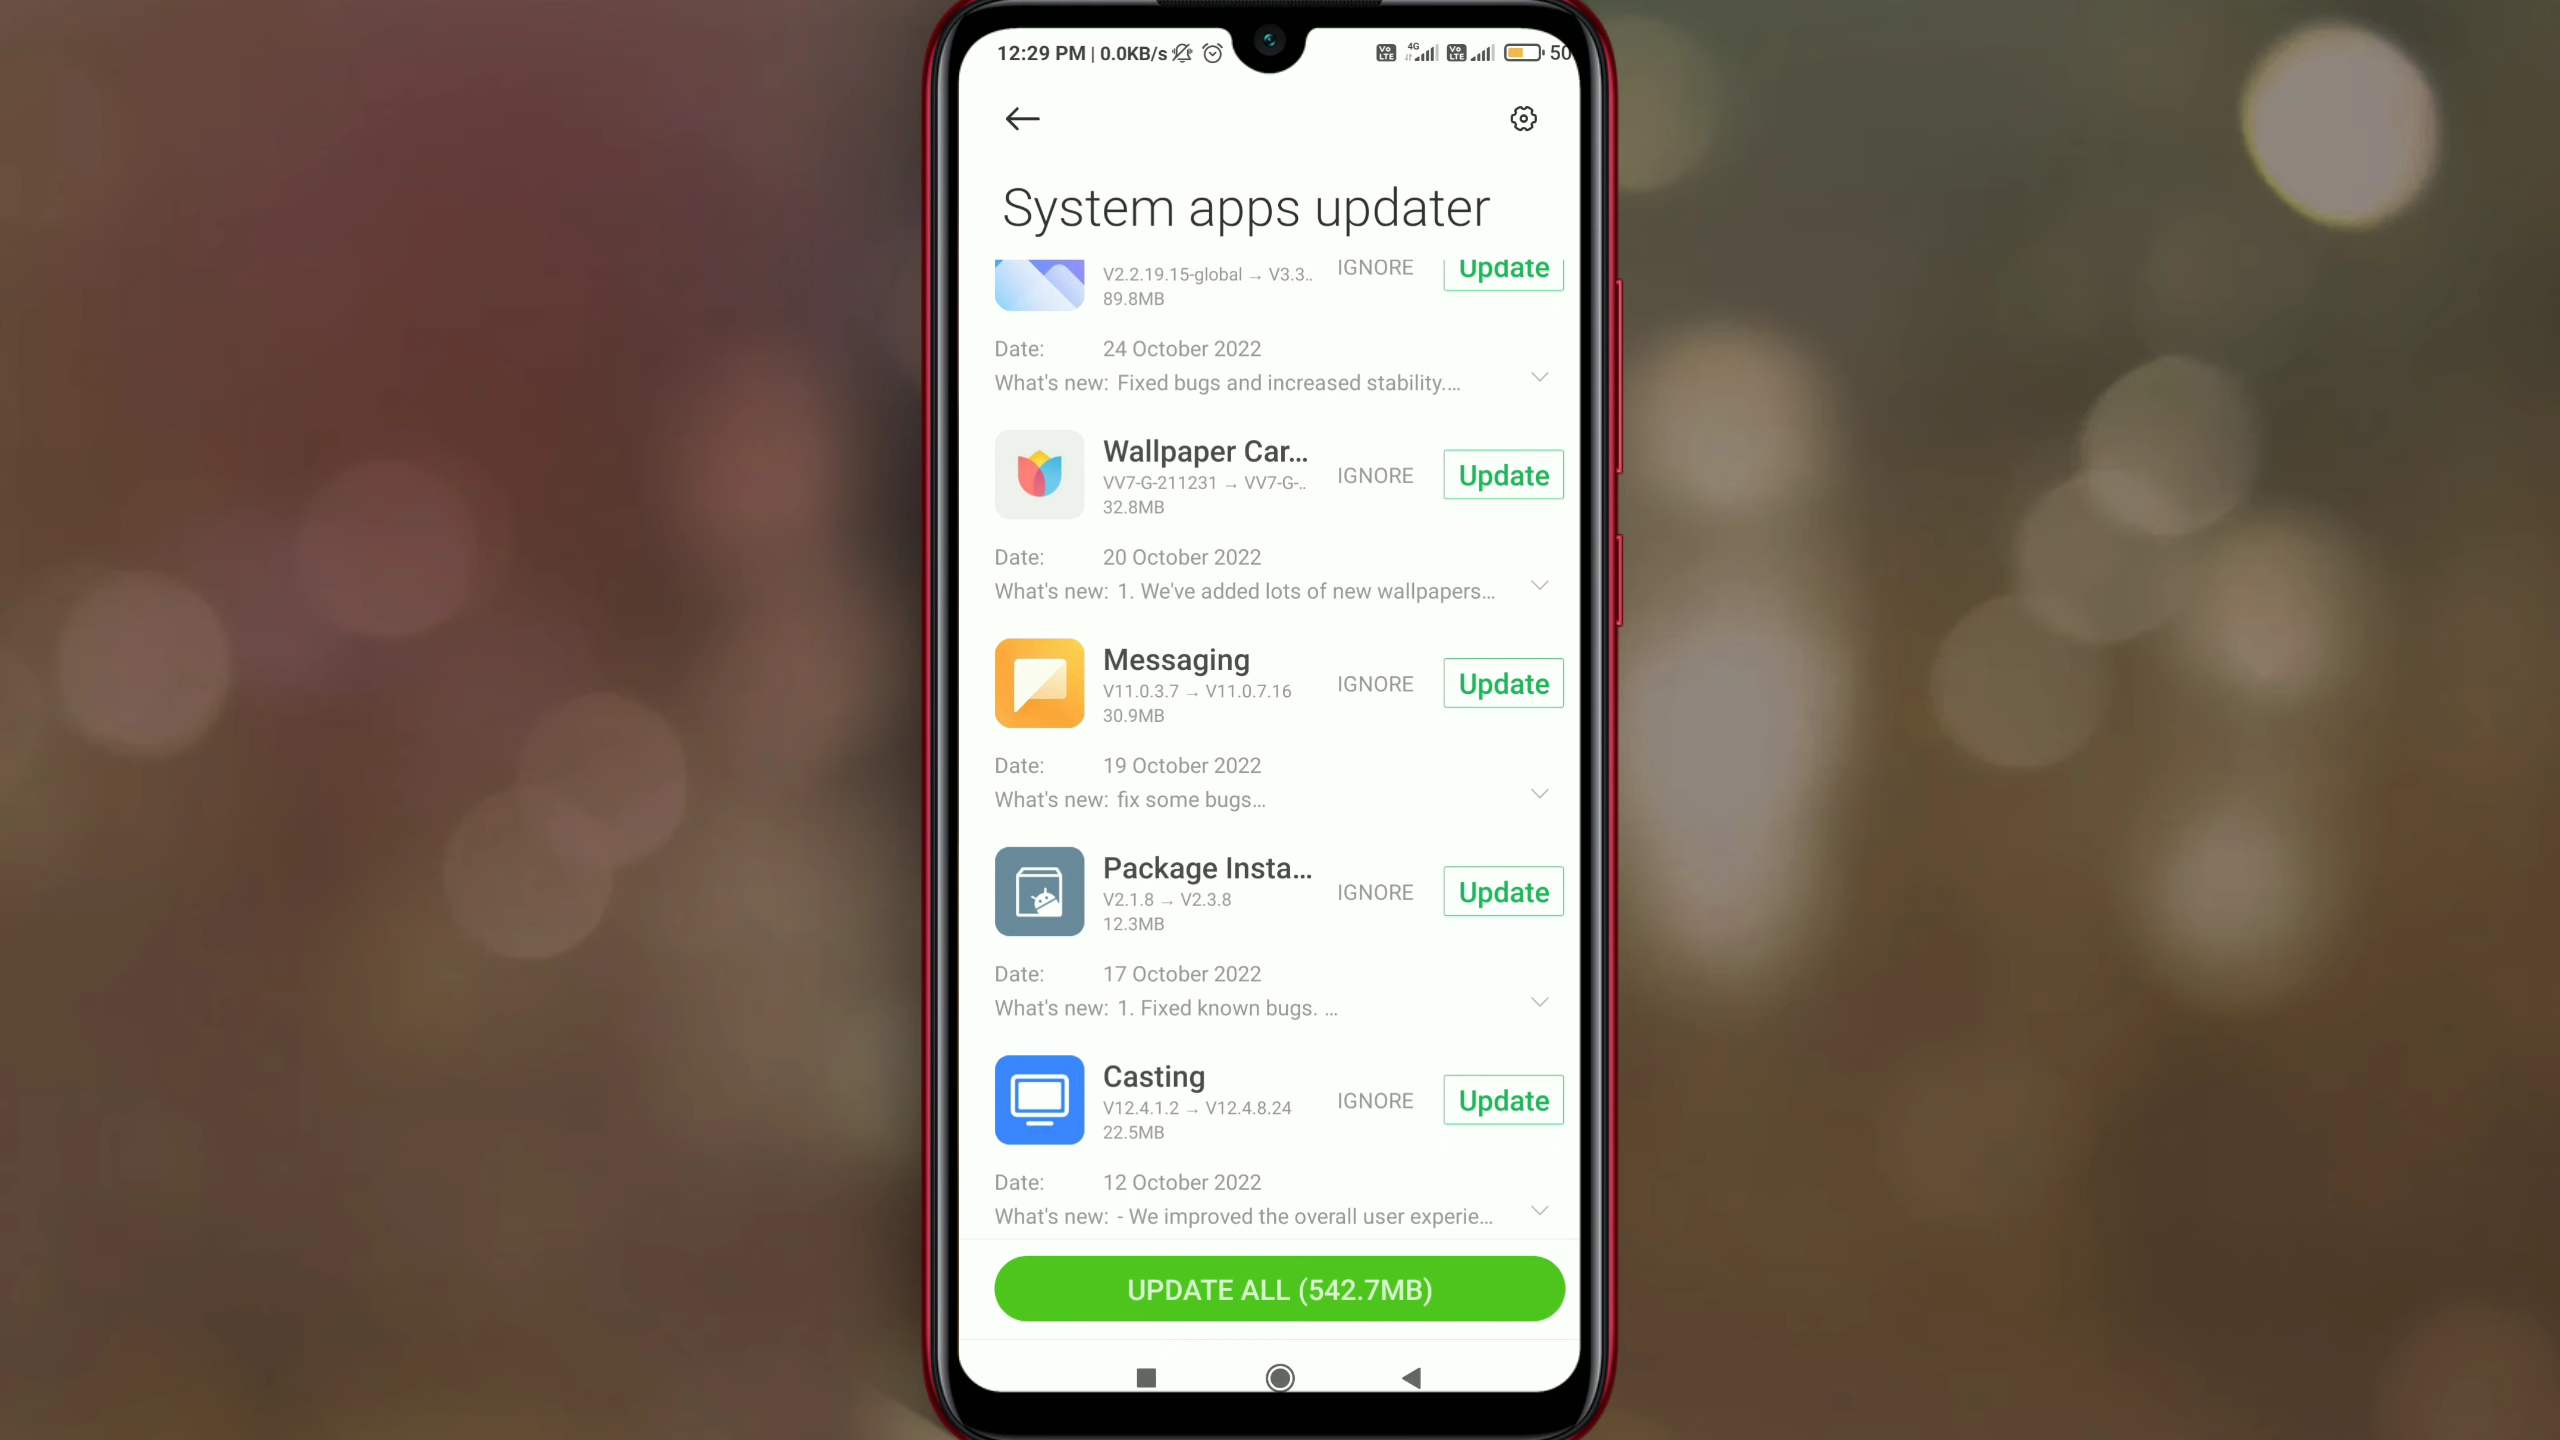 12:29 PM | 0.0KB/s
4G
Vo LTE
Vo LTE
50
System apps updater
V2.2.19.15-global → V3.3..
IGNORE
Update
89.8MB
Date: 24 October 2022
What's new: Fixed bugs and increased stability....
Wallpaper Car...
VV7-G-211231 → VV7-G-..
32.8MB
IGNORE
Update
Date: 20 October 2022
What's new: 1. We've added lots of new wallpapers...
Messaging
V11.0.3.7 → V11.0.7.16
30.9MB
IGNORE
Update
Date: 19 October 2022
What's new: fix some bugs...
Package Insta...
V2.1.8 → V2.3.8
12.3MB
IGNORE
Update
Date: 17 October 2022
What's new: 1. Fixed known bugs. ...
Casting
V12.4.1.2 → V12.4.8.24
22.5MB
IGNORE
Update
Date: 12 October 2022
What's new: - We improved the overall user experie...
UPDATE ALL (542.7MB)